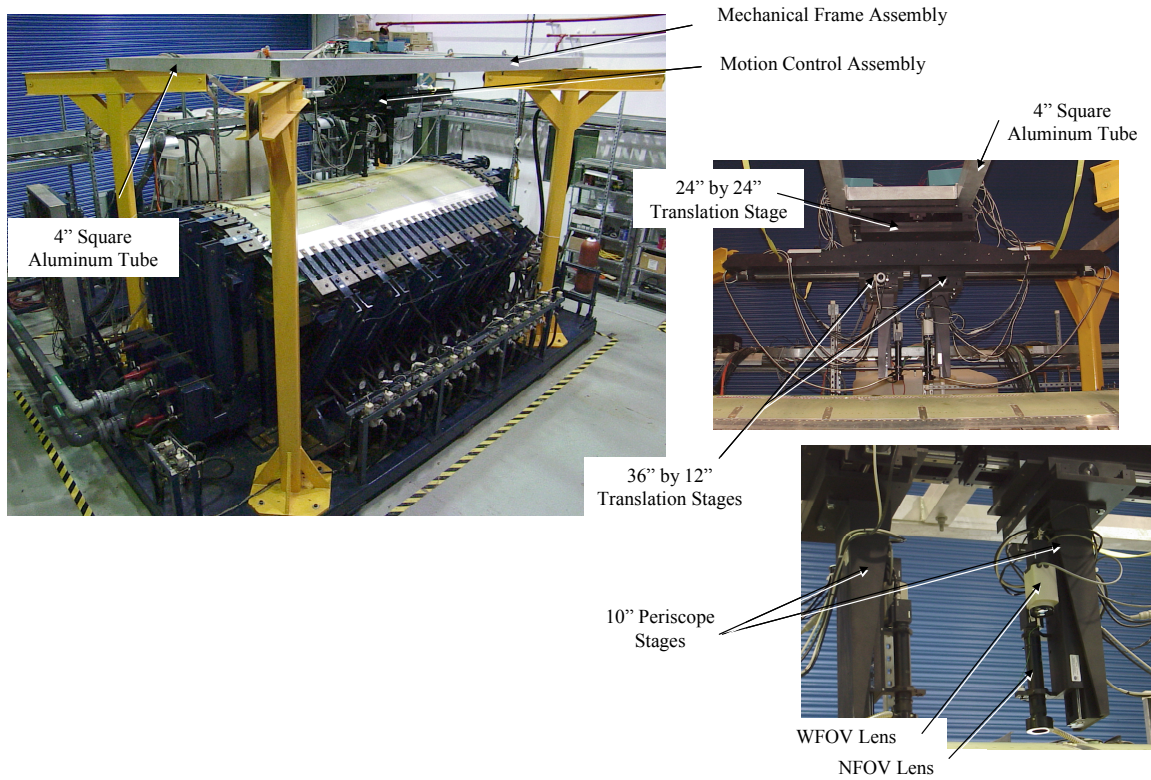 Mechanical Frame Assembly
Motion Control Assembly
4” Square
Aluminum Tube
24” by 24”
Translation Stage
4” Square
Aluminum Tube
36” by 12”
Translation Stages
10” Periscope
Stages
WFOV Lens
NFOV Lens